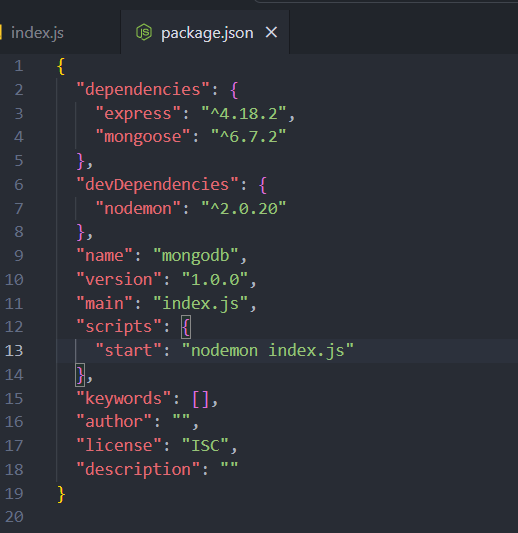 index.js
package.json
1 {
2   "dependencies": {
3     "express": "^4.18.2",
4     "mongoose": "^6.7.2"
5   },
6   "devDependencies": {
7     "nodemon": "^2.0.20"
8   },
9   "name": "mongodb",
10   "version": "1.0.0",
11   "main": "index.js",
12   "scripts": {
13     "start": "nodemon index.js"
14   },
15   "keywords": [],
16   "author": "",
17   "license": "ISC",
18   "description": ""
19 }
20